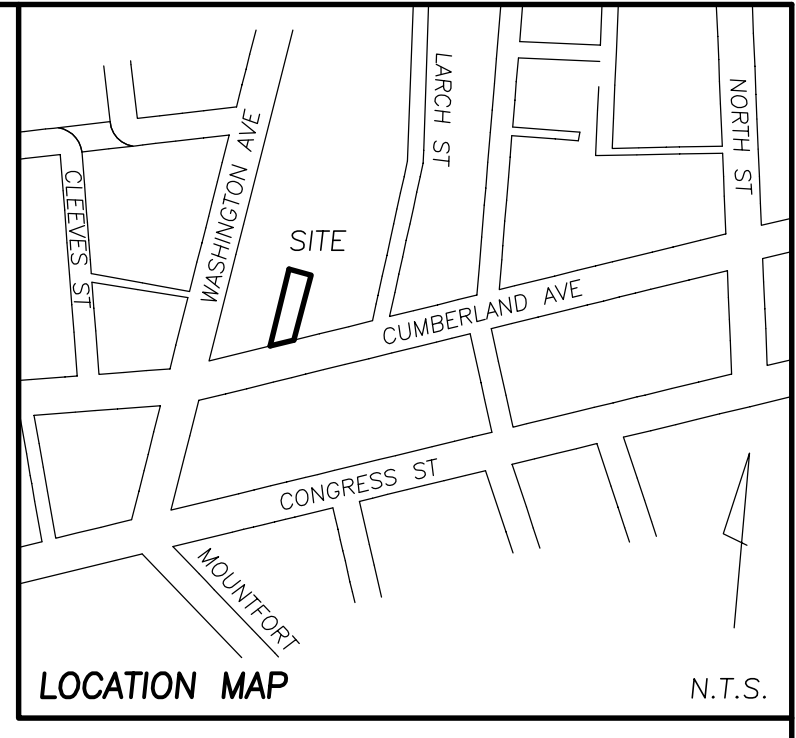 LARCH ST
NORTH ST
WASHINGTON AVE
CLEEVES ST
SITE
CUMBERLAND AVE
CONGRESS ST
MOUNTFORT
LOCATION MAP
N.T.S.